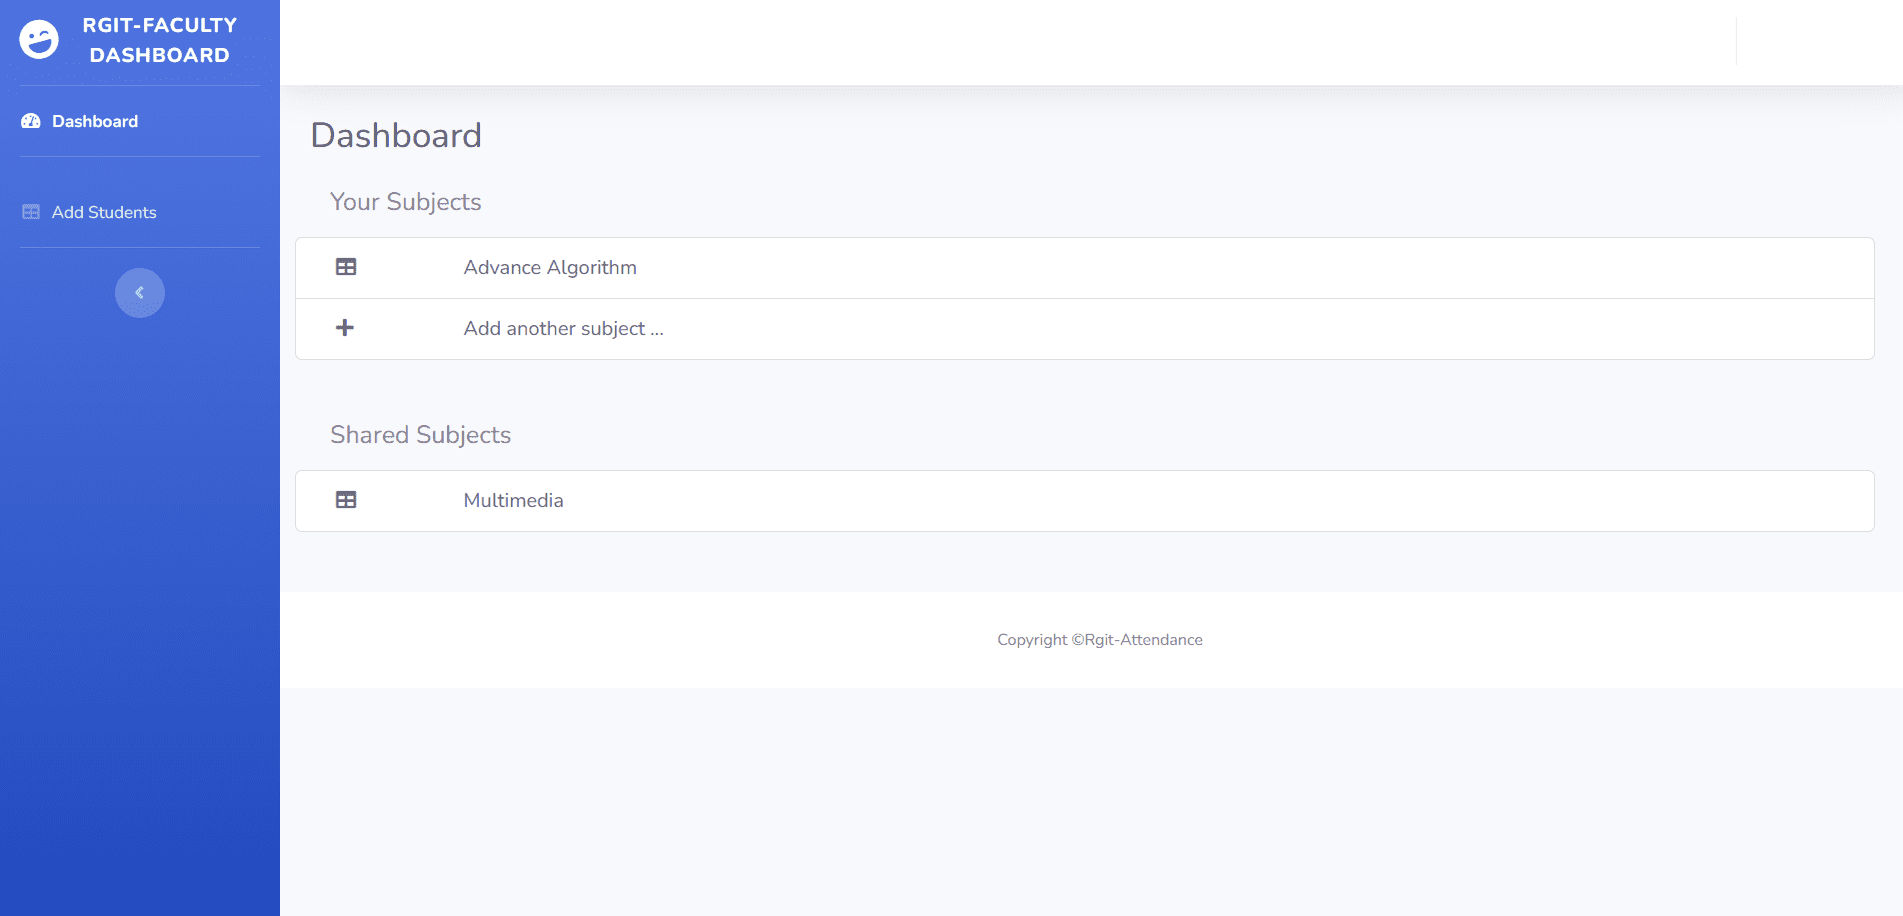 RGIT-FACULTY
DASHBOARD
Dashboard
Add Students
Dashboard
Your Subjects
Advance Algorithm
Add another subject ...
Shared Subjects
Multimedia
Copyright ©Rgit-Attendance